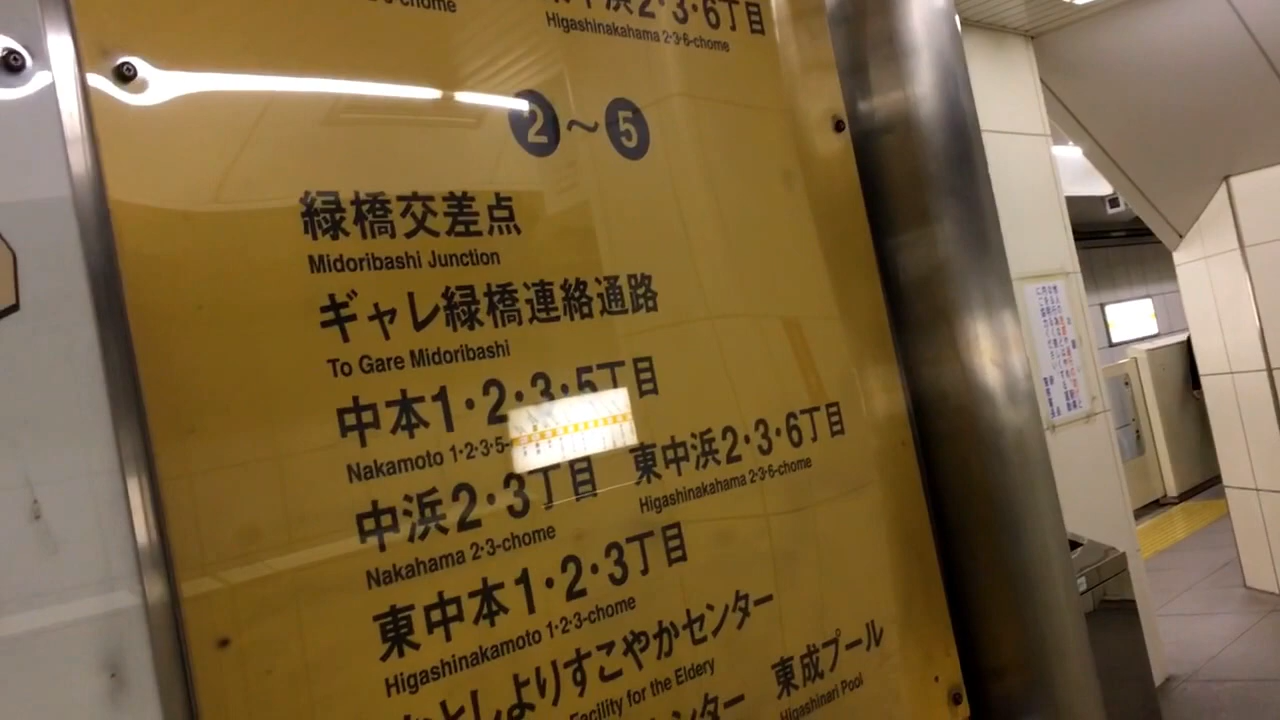 中浜2・3・6丁目
Higashinakahama 2·3·6-chome
2～5
緑橋交差点
Midoribashi Junction
ギャレ緑橋連絡通路
To Gare Midoribashi
中本1・2・3・5丁目
Nakamoto 1·2·3·5-
中浜2・3丁目 東中浜2・3・6丁目
Nakahama 2·3-chome Higashinakahama 2·3·6-chome
東中本1・2・3丁目
Higashinakamoto 1·2·3-chome
としよりすこやかセンター
Facility for the Eldery
ンター 東成プール
Higashinari Pool